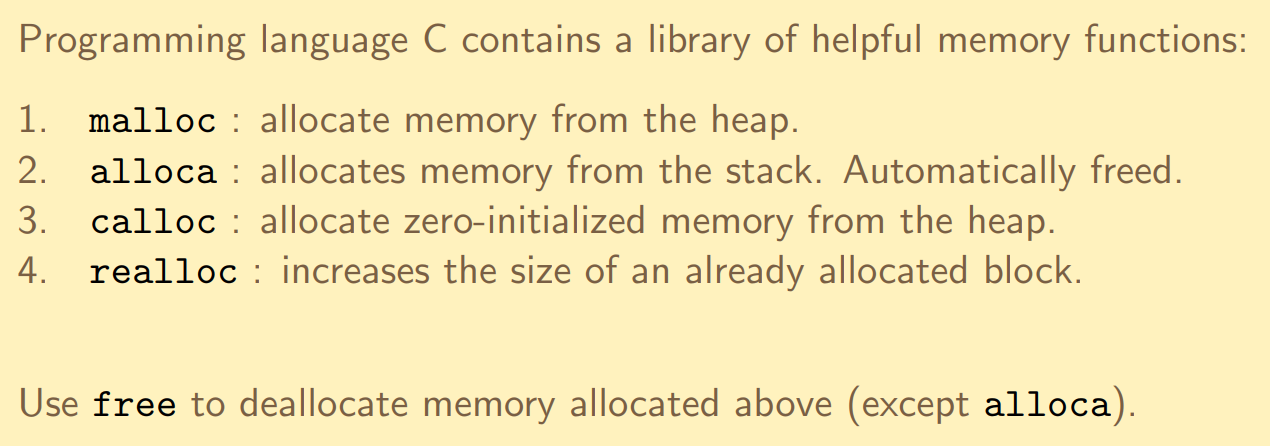 Programming language C contains a library of helpful memory functions:
1. malloc : allocate memory from the heap.
2. alloca : allocates memory from the stack. Automatically freed.
3. calloc : allocate zero-initialized memory from the heap.
4. realloc : increases the size of an already allocated block.
Use free to deallocate memory allocated above (except alloca).